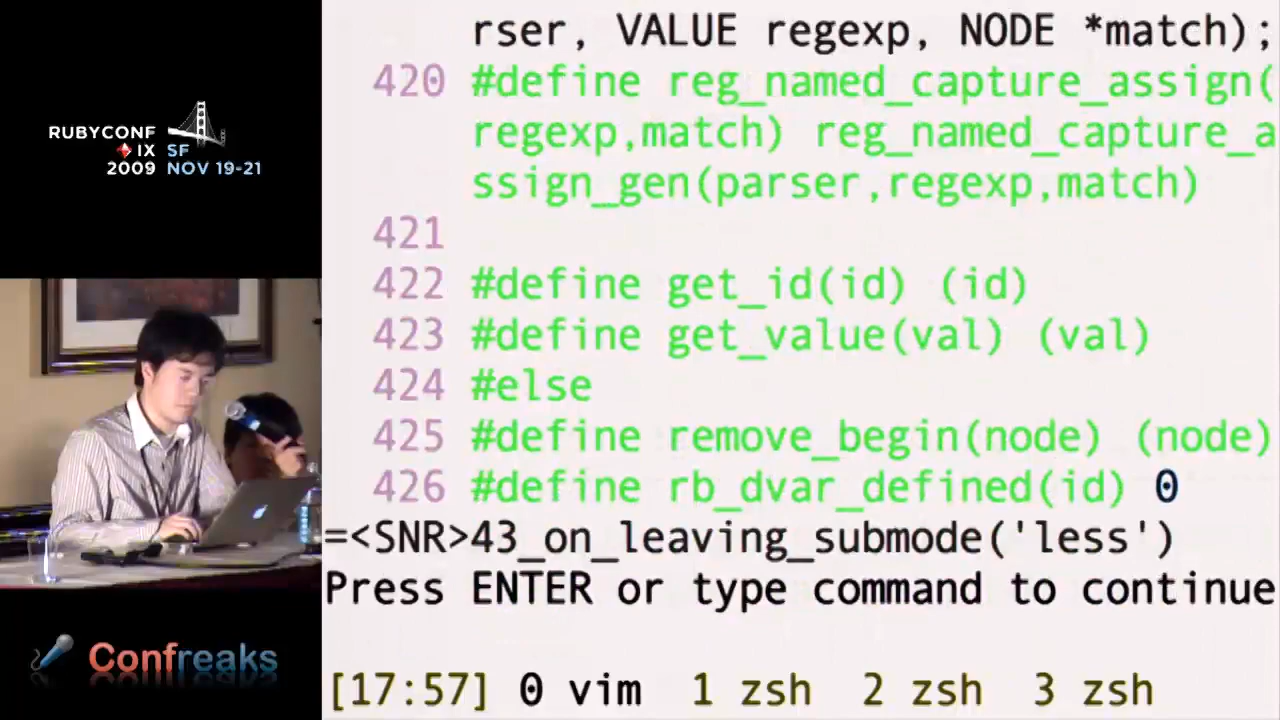 RUBYCONF
IX SF
2009 NOV 19-21
rser, VALUE regexp, NODE *match);
420 #define reg_named_capture_assign(
regexp,match) reg_named_capture_a
ssign_gen(parser,regexp,match)
421
422 #define get_id(id) (id)
423 #define get_value(val) (val)
424 #else
425 #define remove_begin(node) (node)
426 #define rb_dvar_defined(id) 0
=<SNR>43_on_leaving_submode('less')
Press ENTER or type command to continue
[17:57] 0 vim 1 zsh 2 zsh 3 zsh
Confreaks